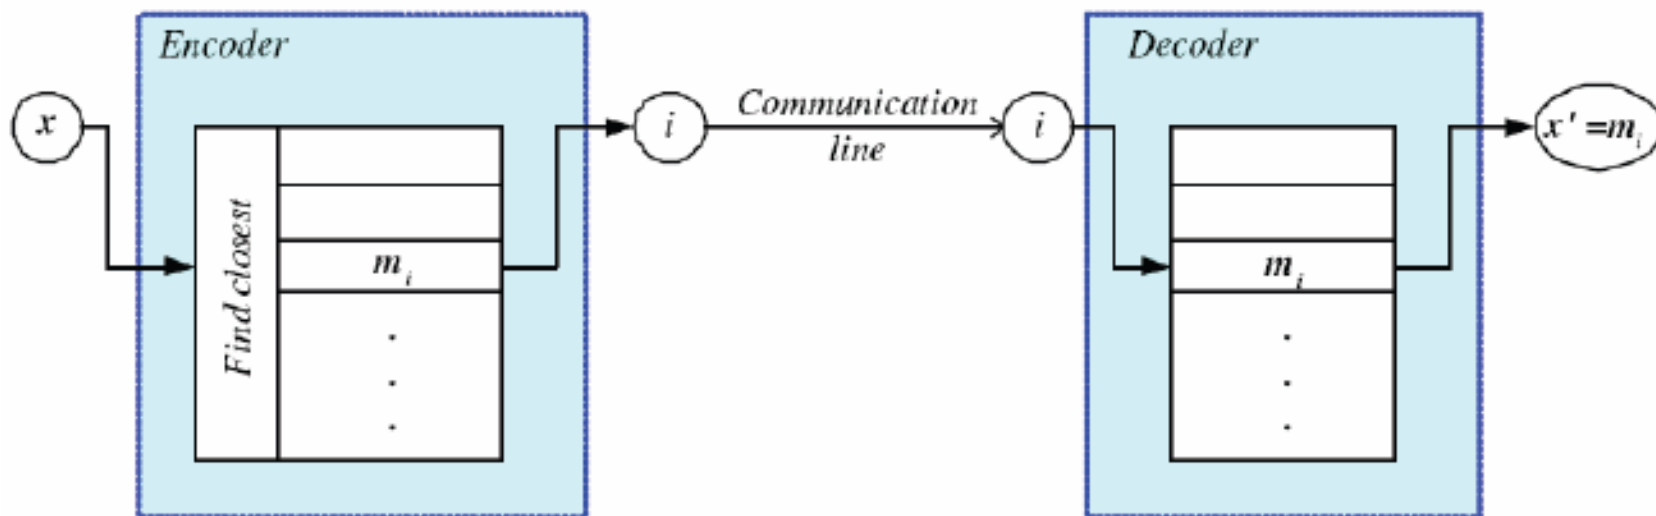 Encoder
Decoder
x
i
Communication
line
i
x' = m_i
Find closest
m_i
.
.
.
m_i
.
.
.